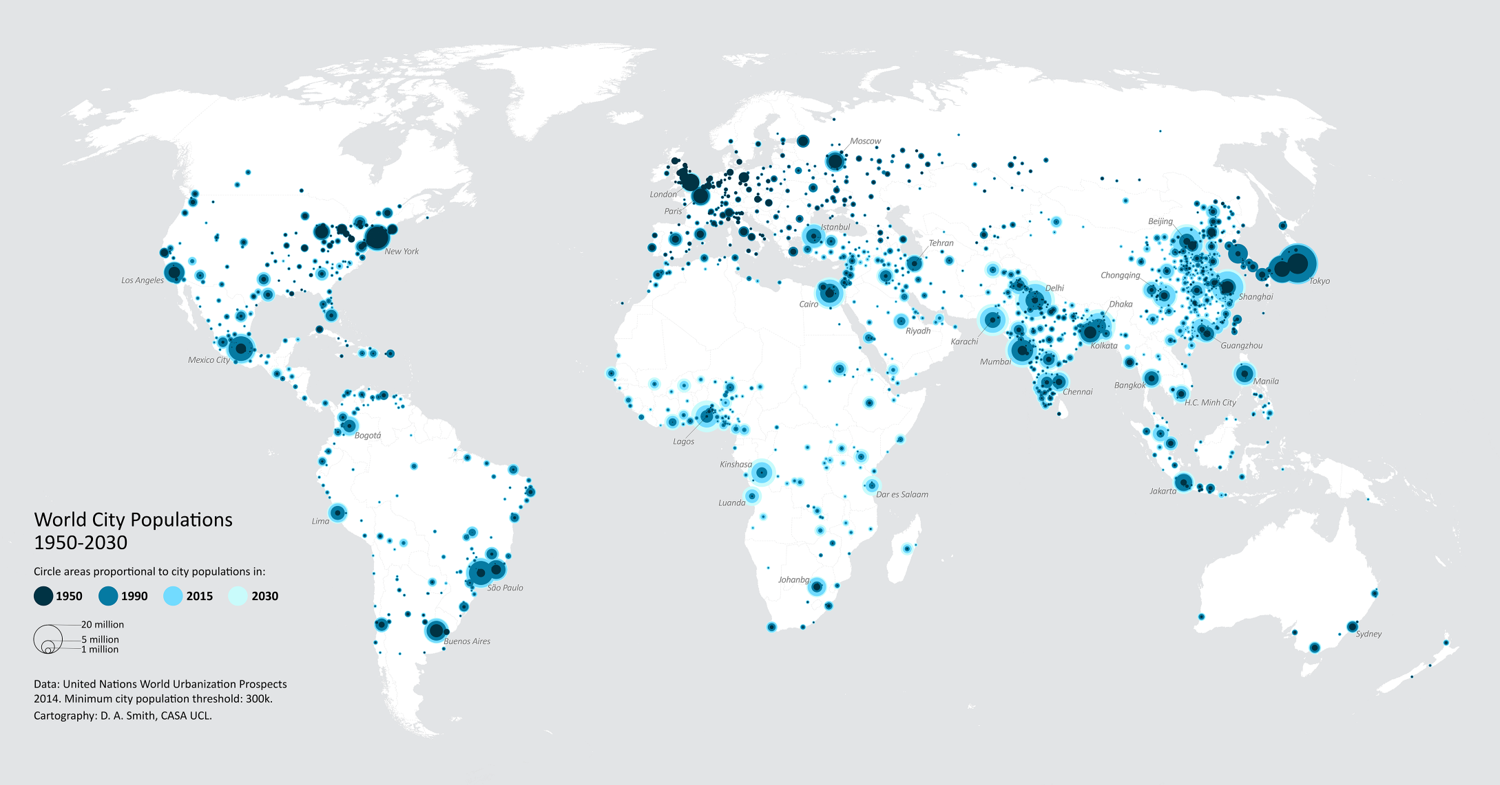 Moscow
London
Paris
Istanbul
Beijing
New York
Tehran
Los Angeles
Chongqing
Tokyo
Cairo
Delhi
Shanghai
Dhaka
Riyadh
Karachi
Kolkata
Guangzhou
Mexico City
Mumbai
Bangkok
Manila
Chennai
H.C. Minh City
Bogotá
Lagos
Kinshasa
Jakarta
Dar es Salaam
Luanda
Lima
World City Populations
1950-2030
Circle areas proportional to city populations in:
1950 1990 2015 2030
Johanbg
São Paulo
20 million
5 million
1 million
Buenos Aires
Sydney
Data: United Nations World Urbanization Prospects
2014. Minimum city population threshold: 300k.
Cartography: D. A. Smith, CASA UCL.